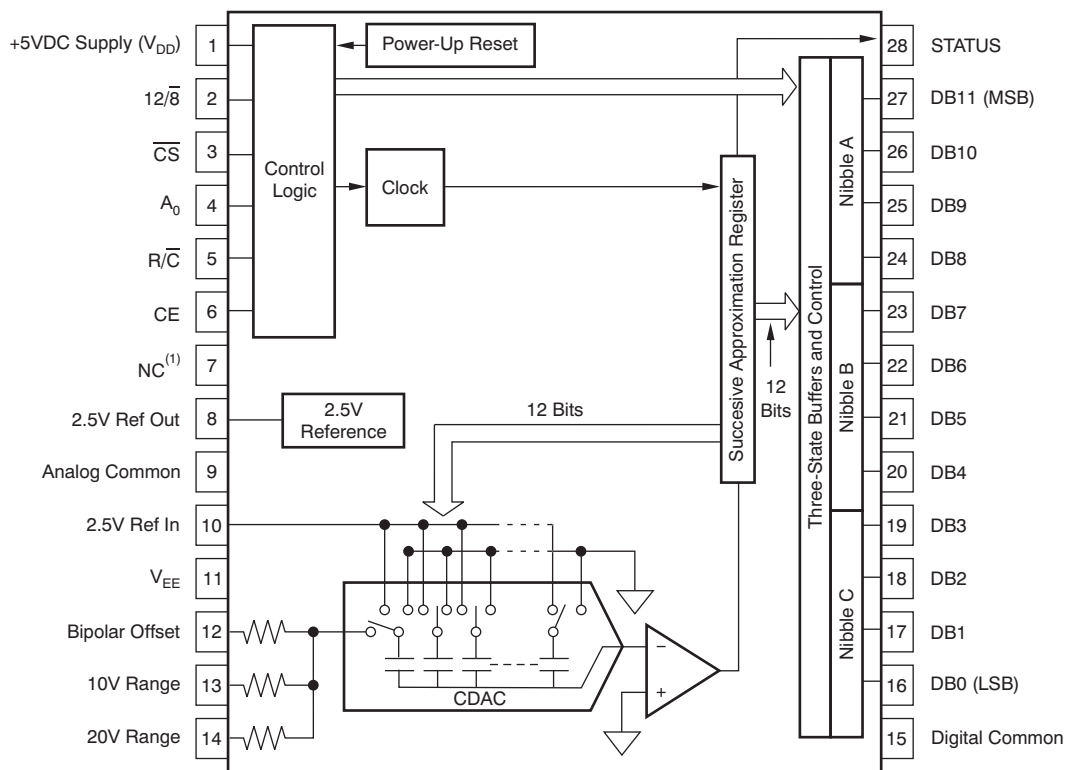 +5VDC Supply (VDD) 1
12/8̅ 2
C̅S̅ 3
A0 4
R/C̅ 5
CE 6
NC(1) 7
2.5V Ref Out 8
Analog Common 9
2.5V Ref In 10
VEE 11
Bipolar Offset 12
10V Range 13
20V Range 14
Control
Logic
Power-Up Reset
Clock
2.5V
Reference
12 Bits
CDAC
−
+
Succesive Approximation Register
12
Bits
Three-State Buffers and Control
Nibble A
Nibble B
Nibble C
28 STATUS
27 DB11 (MSB)
26 DB10
25 DB9
24 DB8
23 DB7
22 DB6
21 DB5
20 DB4
19 DB3
18 DB2
17 DB1
16 DB0 (LSB)
15 Digital Common